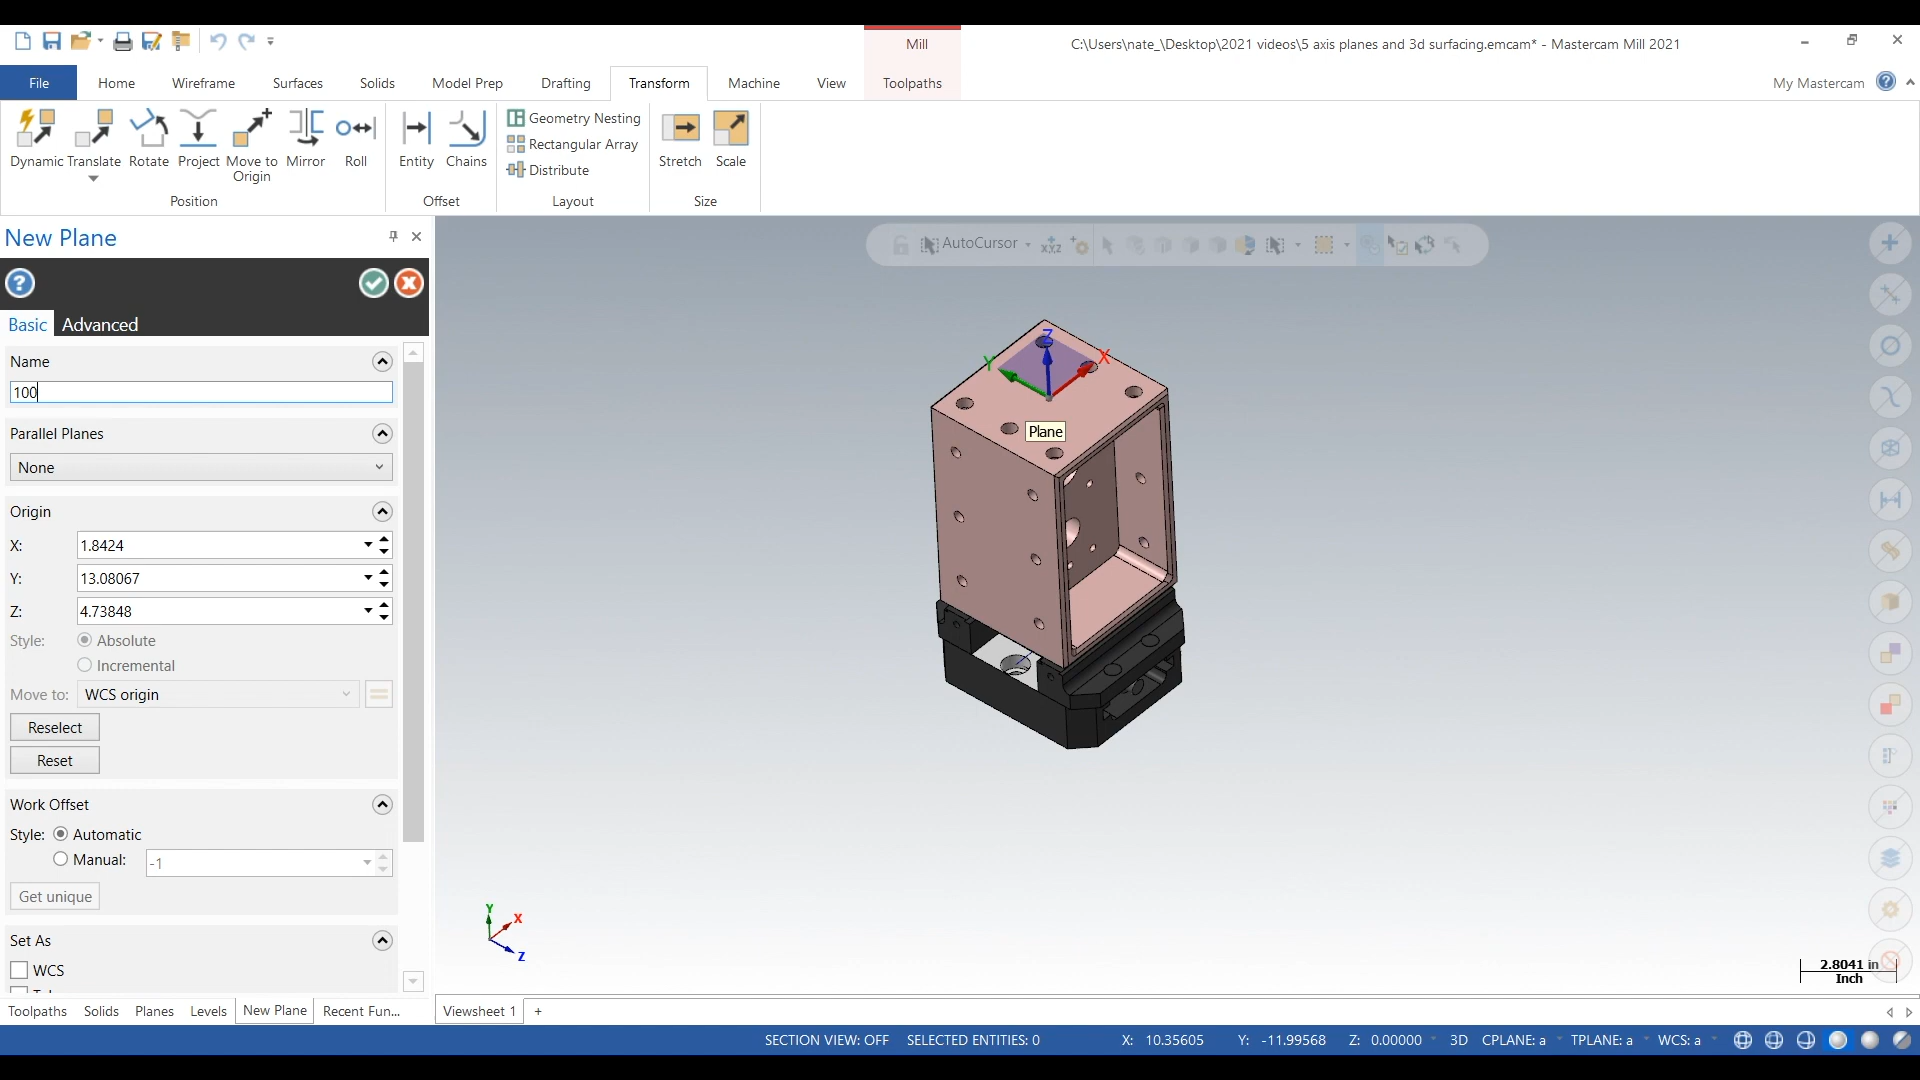 Mill
C:\Users\nate_\Desktop\2021 videos\5 axis planes and 3d surfacing.emcam* - Mastercam Mill 2021
File Home Wireframe Surfaces Solids Model Prep Drafting Transform Machine View Toolpaths My Mastercam
Dynamic Translate Rotate Project Move to Origin Mirror Roll
Position
Entity Chains
Offset
Geometry Nesting
Rectangular Array
Distribute
Layout
Stretch Scale
Size
New Plane
Basic Advanced
Name
100
Parallel Planes
None
Origin
X: 1.8424
Y: 13.08067
Z: 4.73848
Style: Absolute
Incremental
Move to: WCS origin
Reselect
Reset
Work Offset
Style: Automatic
Manual: -1
Get unique
Set As
WCS
AutoCursor
XYZ
Z
Y X
Plane
Y
X
Z
2.8041 in
Inch
Toolpaths Solids Planes Levels New Plane Recent Fun... Viewsheet 1 +
SECTION VIEW: OFF SELECTED ENTITIES: 0 X: 10.35605 Y: -11.99568 Z: 0.00000 3D CPLANE: a TPLANE: a WCS: a